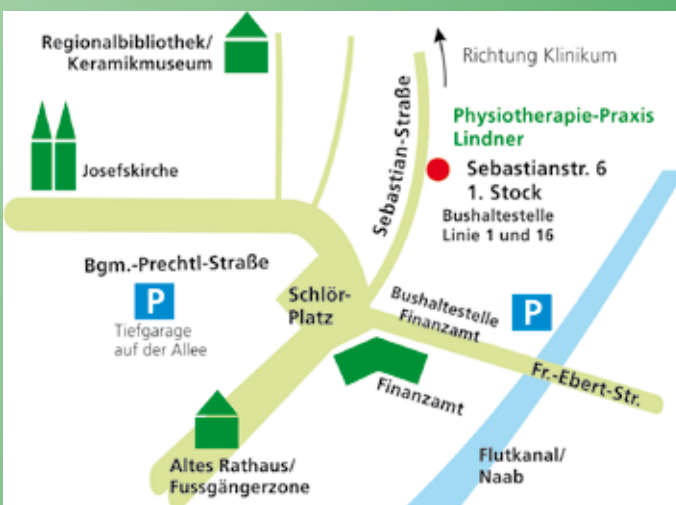 Regionalbibliothek/
Keramikmuseum
Richtung Klinikum
Physiotherapie-Praxis
Lindner
Sebastianstr. 6
1. Stock
Bushaltestelle
Linie 1 und 16
Sebastian-Straße
Josefskirche
Bgm.-Prechtl-Straße
P
Tiefgarage
auf der Allee
Schlör-
Platz
Bushaltestelle
Finanzamt
P
Fr.-Ebert-Str.
Finanzamt
Altes Rathaus/
Fussgängerzone
Flutkanal/
Naab